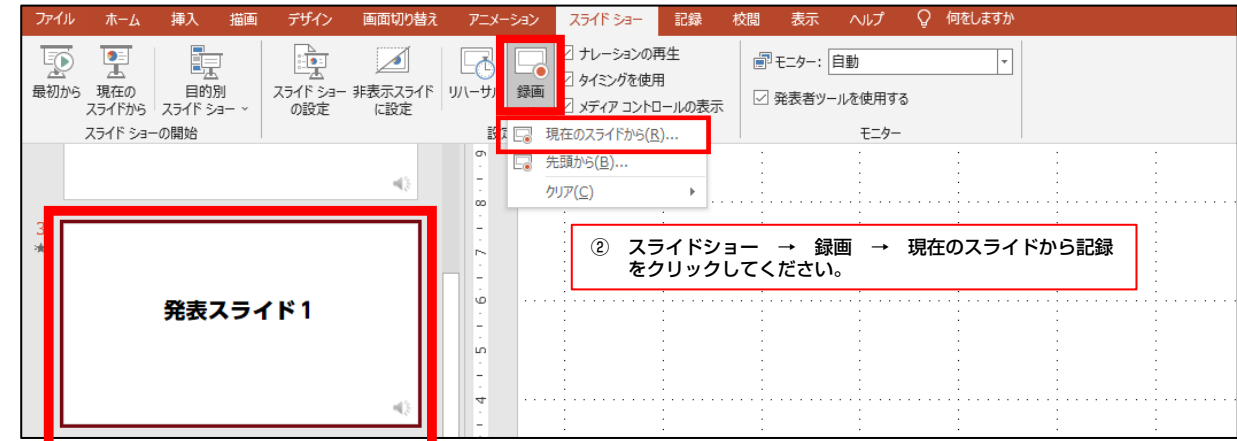 ファイル ホーム 挿入 描画 デザイン 画面切り替え アニメーション スライド ショー 記録 校閲 表示 ヘルプ 何をしますか
最初から 現在の スライドから 目的別 スライド ショー スライド ショー の設定 非表示スライド に設定 リハーサル 録画
ナレーションの再生
タイミングを使用
メディア コントロールの表示
モニター: 自動
発表者ツールを使用する
スライド ショーの開始
モニター
現在のスライドから(R)...
先頭から(B)...
クリア(C)
3
発表スライド1
9
8
7
6
5
4
② スライドショー → 録画 → 現在のスライドから記録
をクリックしてください。